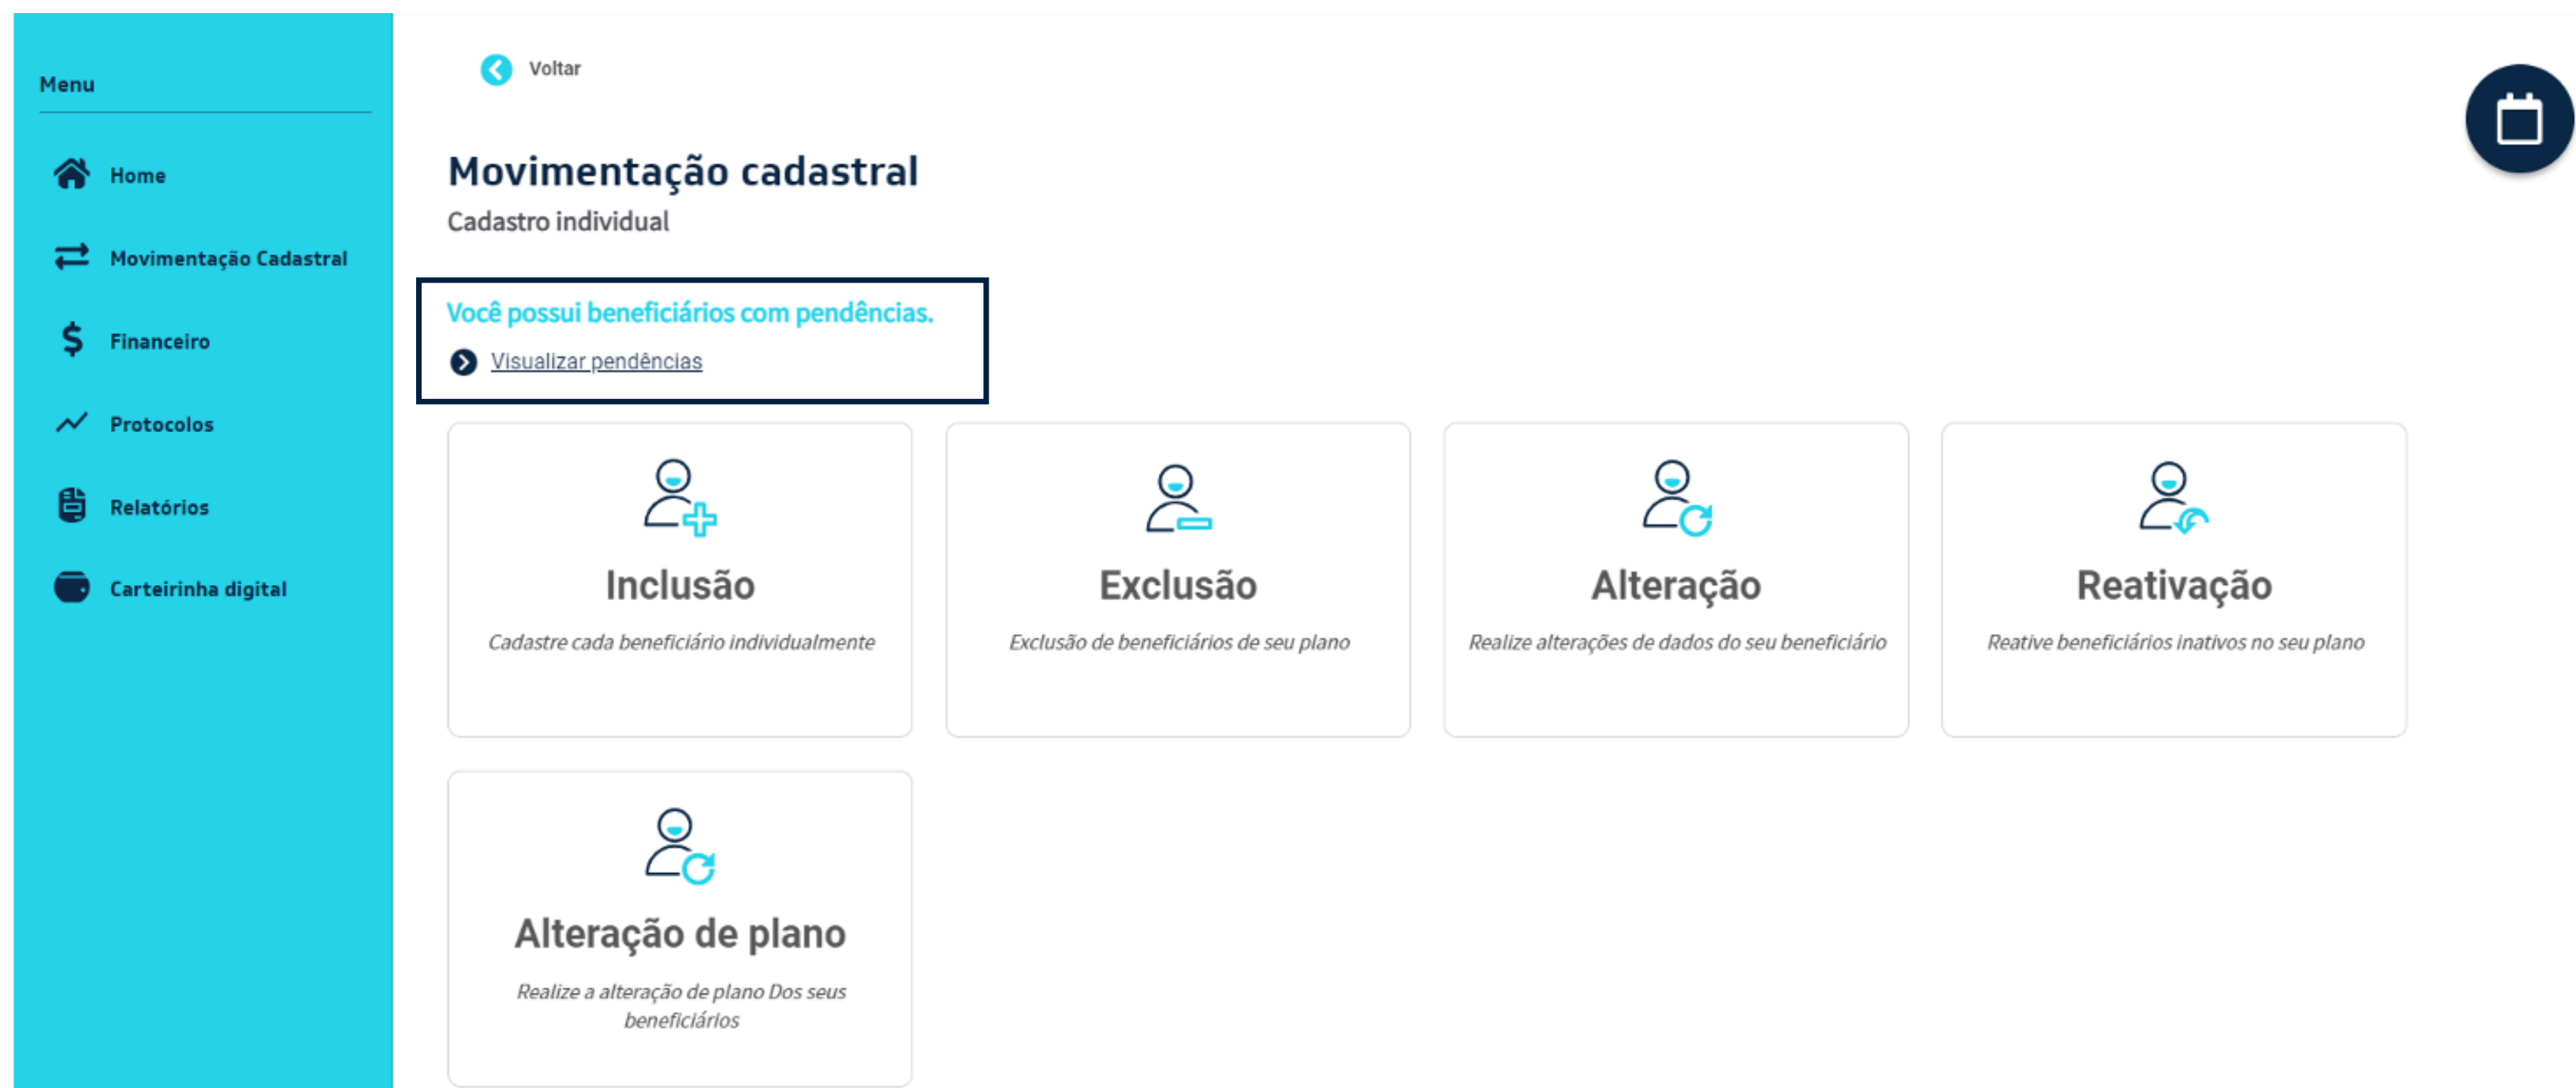 Menu
Home
Movimentação Cadastral
Financeiro
Protocolos
Relatórios
Carteirinha digital
Voltar
Movimentação cadastral
Cadastro individual
Você possui beneficiários com pendências.
Visualizar pendências
Inclusão
Cadastre cada beneficiário individualmente
Exclusão
Exclusão de beneficiários de seu plano
Alteração
Realize alterações de dados do seu beneficiário
Reativação
Reative beneficiários inativos no seu plano
Alteração de plano
Realize a alteração de plano Dos seus
beneficiários